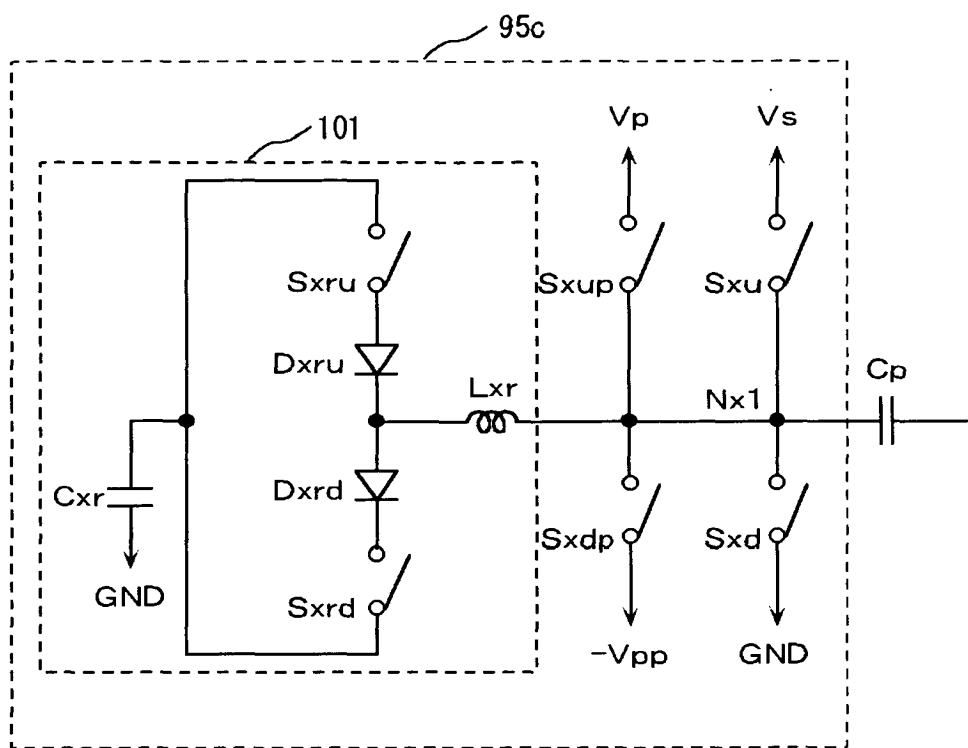 95c
101
Vp
Vs
Sxru
Sxup
Sxu
Dxru
Lxr
Nx1
Cp
Cxr
Dxrd
Sxdp
Sxd
GND
Sxrd
-Vpp
GND